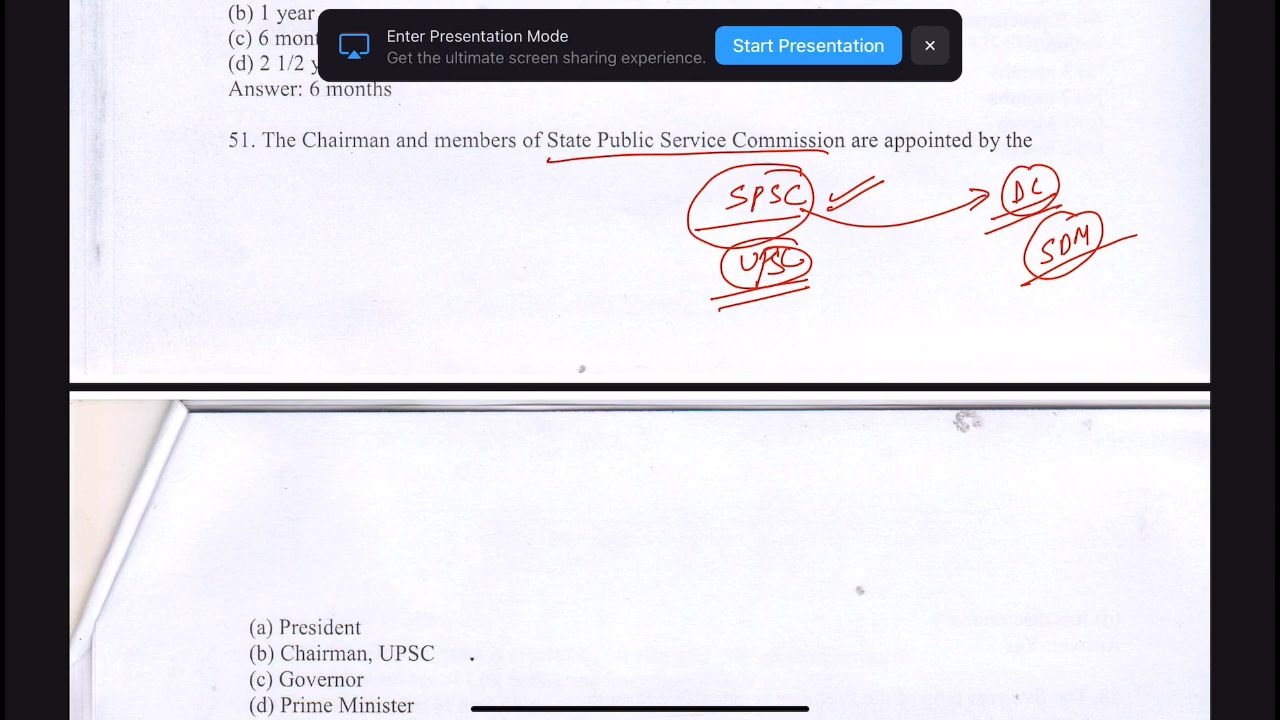 (b) 1 year
Enter Presentation Mode
Get the ultimate screen sharing experience.
Start Presentation
(c) 6 mont
(d) 2 1/2 y
Answer: 6 months
51. The Chairman and members of State Public Service Commission are appointed by the
SPSC
DC
SDM
UPSC
(a) President
(b) Chairman, UPSC
(c) Governor
(d) Prime Minister